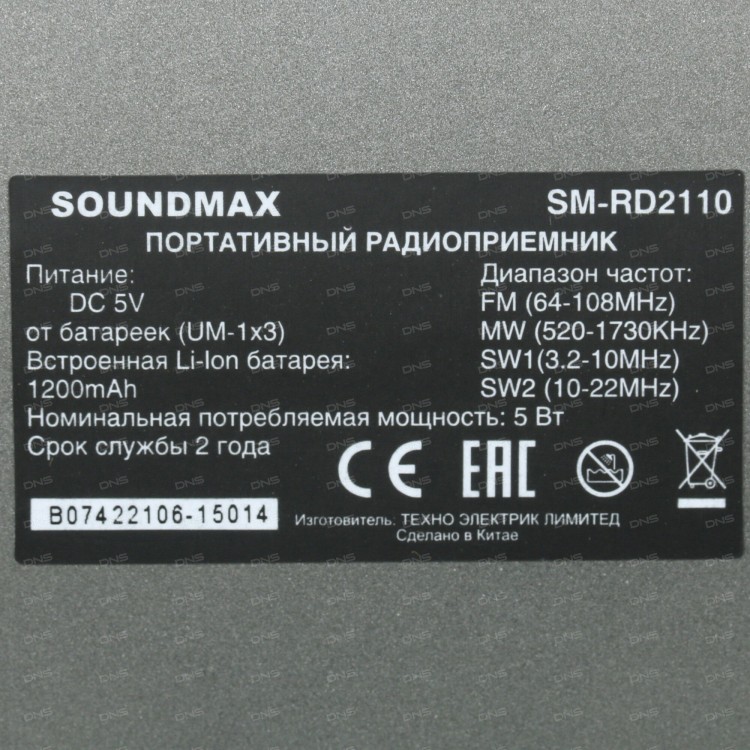 SOUNDMAX SM-RD2110
ПОРТАТИВНЫЙ РАДИОПРИЕМНИК
Питание:
DC 5V
от батареек (UM-1x3)
Встроенная Li-Ion батарея:
1200mAh
Диапазон частот:
FM (64-108MHz)
MW (520-1730KHz)
SW1(3.2-10MHz)
SW2 (10-22MHz)
Номинальная потребляемая мощность: 5 Вт
Срок службы 2 года
CE EAC
B07422106-15014
Изготовитель: ТЕХНО ЭЛЕКТРИК ЛИМИТЕД
Сделано в Китае
DNS